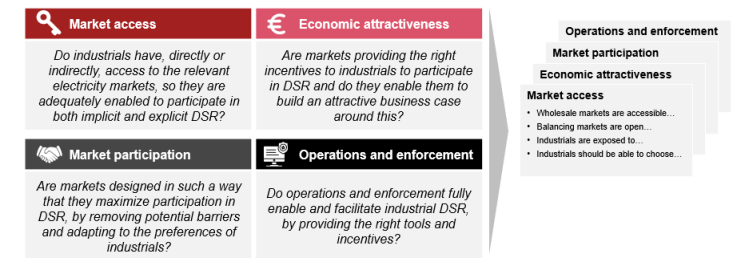 Market access
Do industrials have, directly or
indirectly, access to the relevant
electricity markets, so they are
adequately enabled to participate in
both implicit and explicit DSR?
€ Economic attractiveness
Are markets providing the right
incentives to industrials to participate
in DSR and do they enable them to
build an attractive business case
around this?
Market participation
Are markets designed in such a way
that they maximize participation in
DSR, by removing potential barriers
and adapting to the preferences of
industrials?
Operations and enforcement
Do operations and enforcement fully
enable and facilitate industrial DSR,
by providing the right tools and
incentives?
Operations and enforcement
Market participation
Economic attractiveness
Market access
• Wholesale markets are accessible…
• Balancing markets are open…
• Industrials are exposed to…
• Industrials should be able to choose…